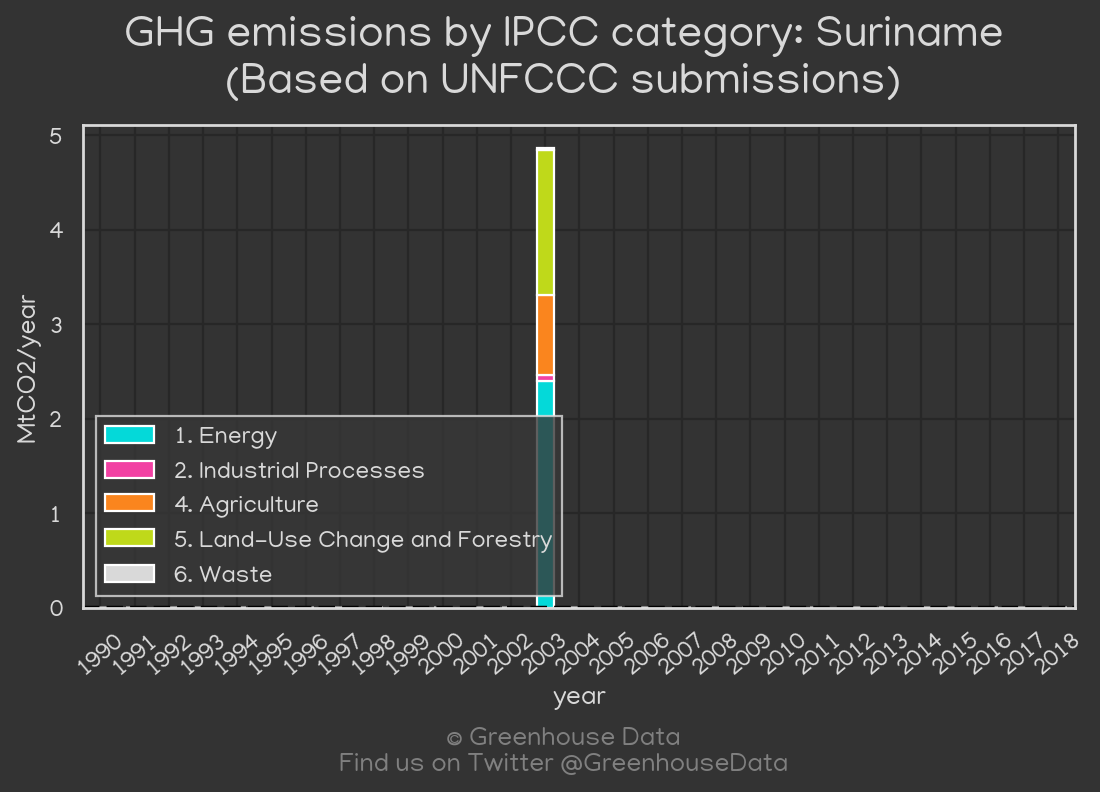 GHG emissions by IPCC category: Suriname
(Based on UNFCCC submissions)
5
4
3
2
1
0
MtCO2/year
1. Energy
2. Industrial Processes
4. Agriculture
5. Land-Use Change and Forestry
6. Waste
1990 1991 1992 1993 1994 1995 1996 1997 1998 1999 2000 2001 2002 2003 2004 2005 2006 2007 2008 2009 2010 2011 2012 2013 2014 2015 2016 2017 2018
year
© Greenhouse Data
Find us on Twitter @GreenhouseData